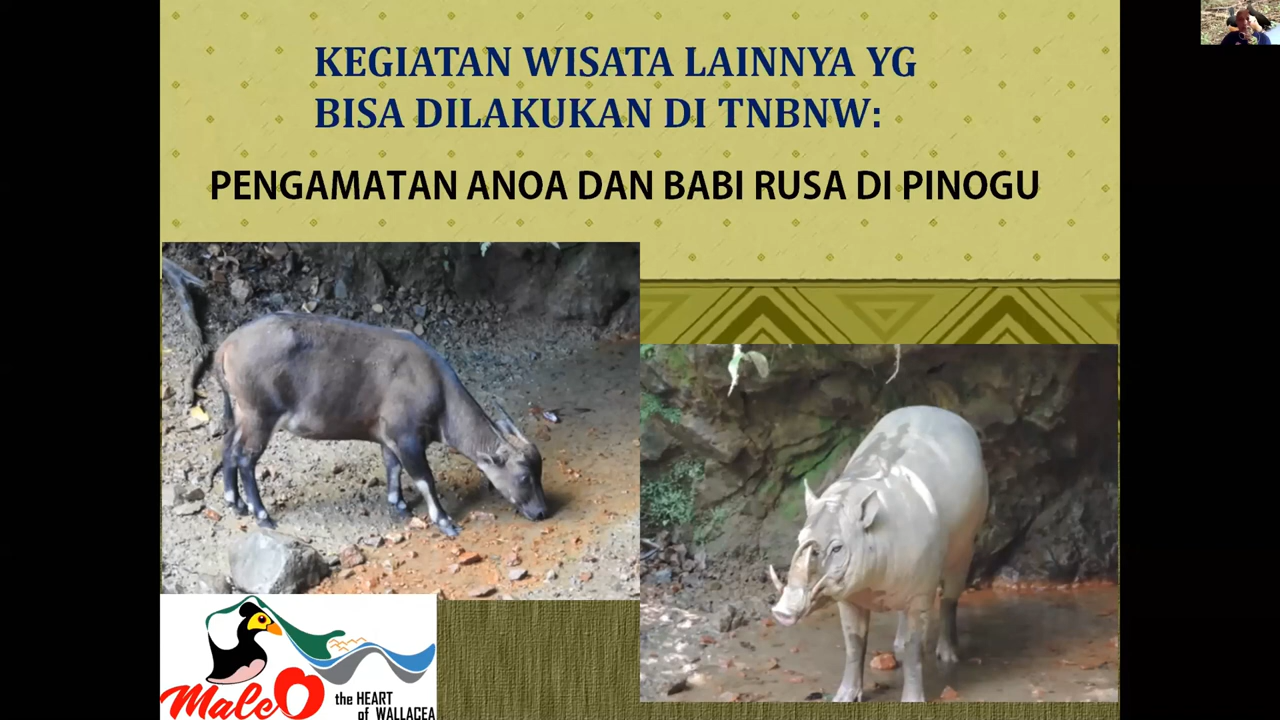 KEGIATAN WISATA LAINNYA YG
BISA DILAKUKAN DI TNBNW:
PENGAMATAN ANOA DAN BABI RUSA DI PINOGU
MaleO
the HEART
of WALLACEA